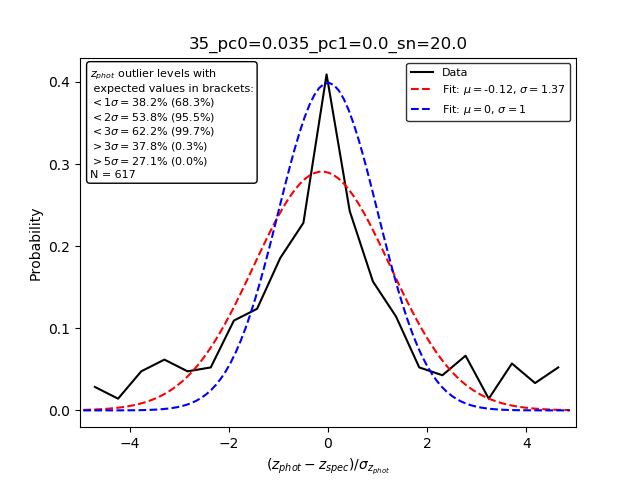 35_pc0=0.035_pc1=0.0_sn=20.0
z_phot outlier levels with
expected values in brackets:
<1σ=38.2% (68.3%)
<2σ=53.8% (95.5%)
<3σ=62.2% (99.7%)
>3σ=37.8% (0.3%)
>5σ=27.1% (0.0%)
N = 617
Data
Fit: μ=-0.12, σ=1.37
Fit: μ=0, σ=1
Probability
0.4
0.3
0.2
0.1
0.0
−4
−2
0
2
4
(z_phot − z_spec)/σ_z_phot